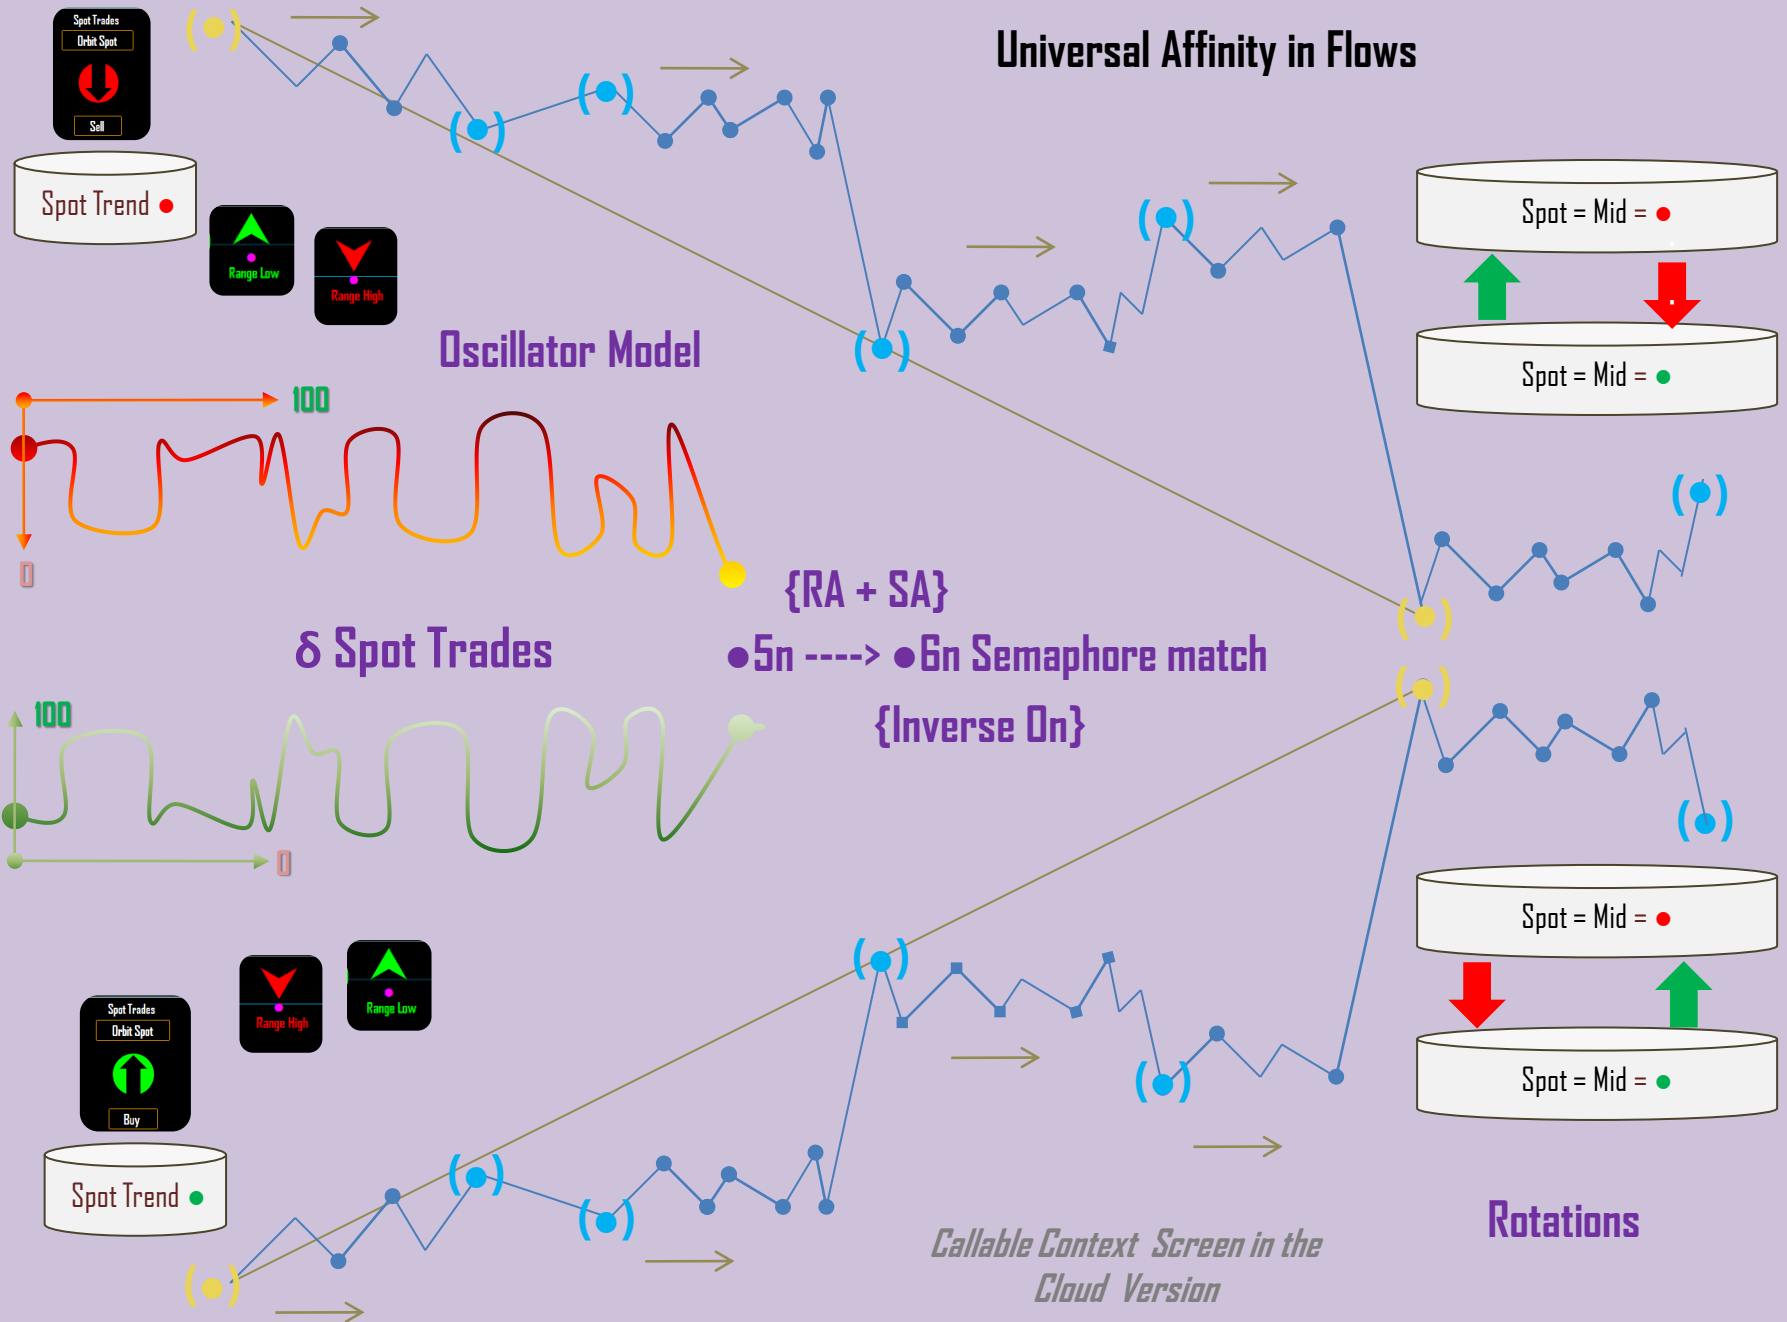 Spot Trades
Orbit Spot
Sell
Spot Trend
Universal Affinity in Flows
Range Low
Range High
Spot = Mid =
Spot = Mid =
Oscillator Model
100
0
{RA + SA}
δ Spot Trades
●5n ----> ●6n Semaphore match
{Inverse On}
100
0
Range High
Range Low
Spot = Mid =
Spot = Mid =
Spot Trades
Orbit Spot
Buy
Spot Trend
Rotations
Callable Context Screen in the
Cloud Version